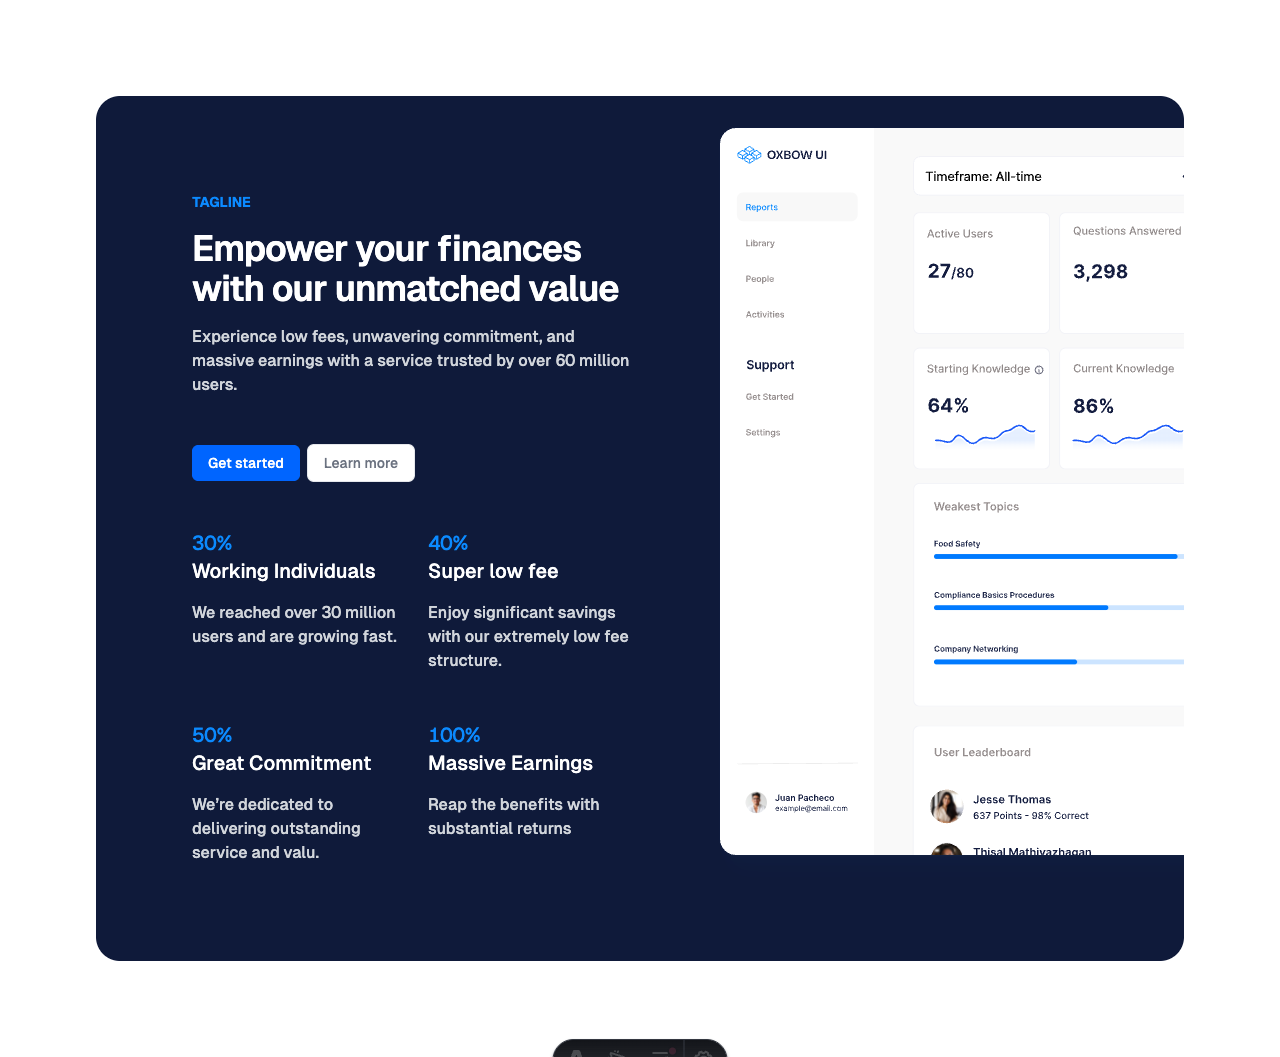 TAGLINE
Empower your finances
with our unmatched value
Experience low fees, unwavering commitment, and
massive earnings with a service trusted by over 60 million
users.
Get started
Learn more
30%
Working Individuals
We reached over 30 million
users and are growing fast.
40%
Super low fee
Enjoy significant savings
with our extremely low fee
structure.
50%
Great Commitment
We're dedicated to
delivering outstanding
service and valu.
100%
Massive Earnings
Reap the benefits with
substantial returns
OXBOW UI
Reports
Library
People
Activities
Support
Get Started
Settings
Juan Pacheco
example@email.com
Timeframe: All-time
Active Users
27/80
Questions Answered
3,298
Starting Knowledge
64%
Current Knowledge
86%
Weakest Topics
Food Safety
Compliance Basics Procedures
Company Networking
User Leaderboard
Jesse Thomas
637 Points - 98% Correct
Thisal Mathiyazhagan